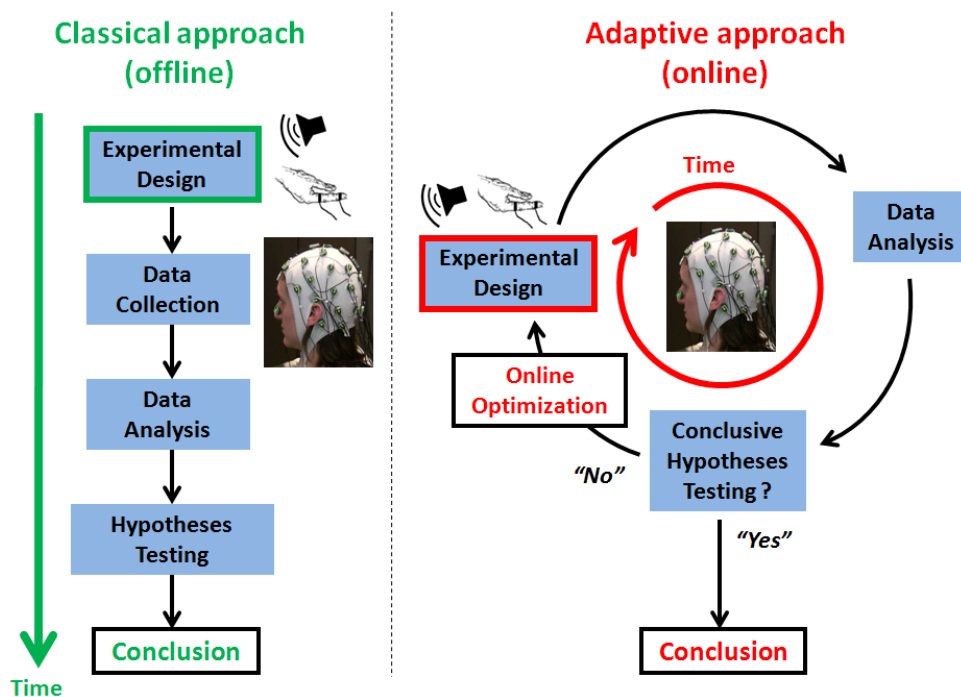 Classical approach
(offline)
Experimental
Design
Data
Collection
Data
Analysis
Hypotheses
Testing
Conclusion
Time
Adaptive approach
(online)
Time
Experimental
Design
Data
Analysis
Online
Optimization
Conclusive
Hypotheses
Testing ?
“No”
“Yes”
Conclusion